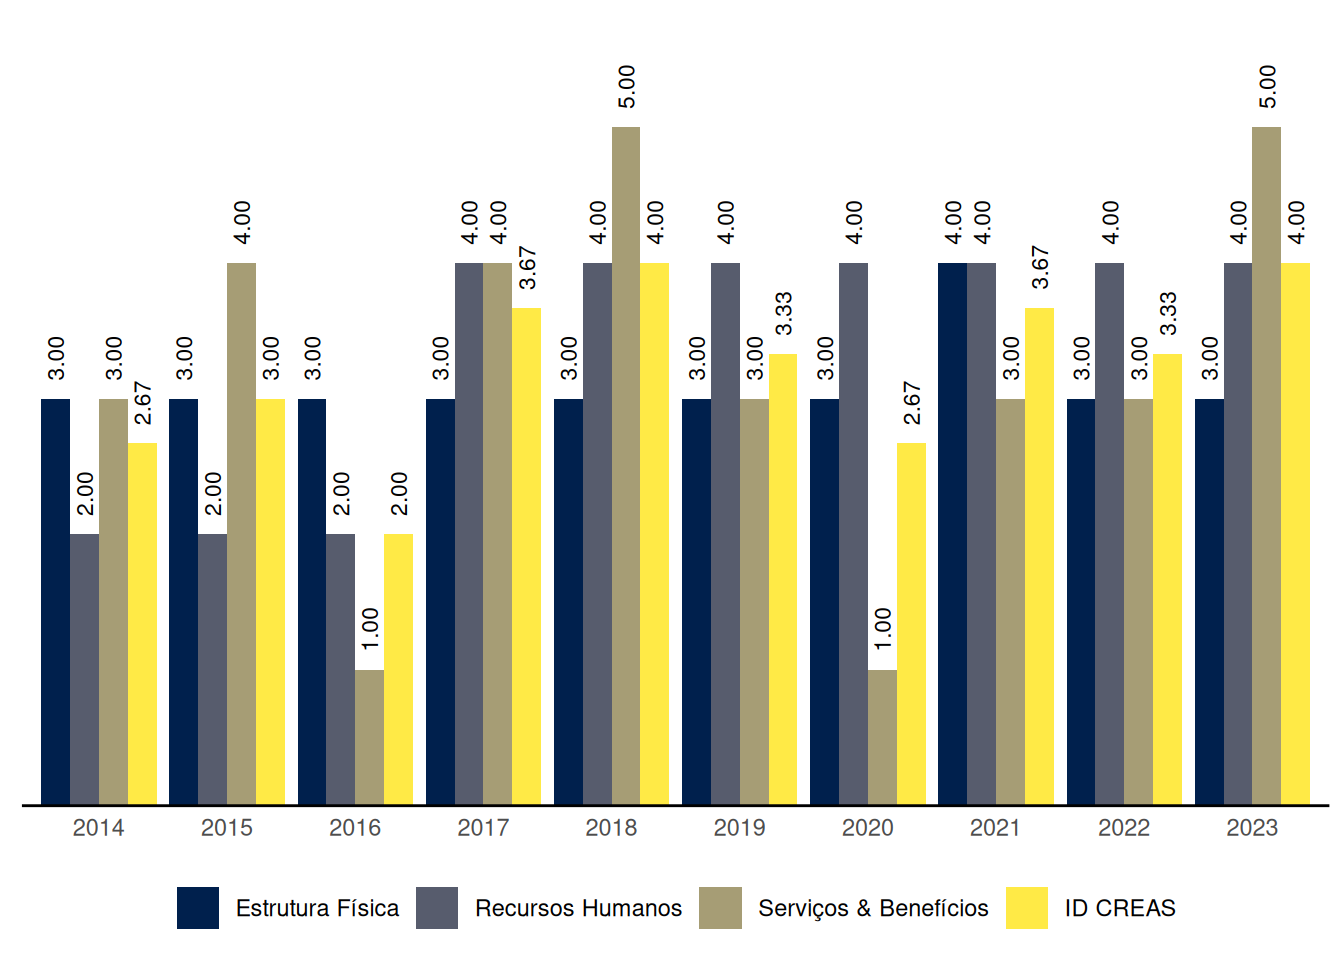 3.00 2.00 3.00 2.67
3.00 2.00 4.00 3.00
3.00 2.00 1.00 2.00
3.00 4.00 4.00 3.67
3.00 4.00 5.00 4.00
3.00 4.00 3.00 3.33
3.00 4.00 1.00 2.67
4.00 4.00 3.00 3.67
3.00 4.00 3.00 3.33
3.00 4.00 5.00 4.00
2014 2015 2016 2017 2018 2019 2020 2021 2022 2023
Estrutura Física Recursos Humanos Serviços & Benefícios ID CREAS